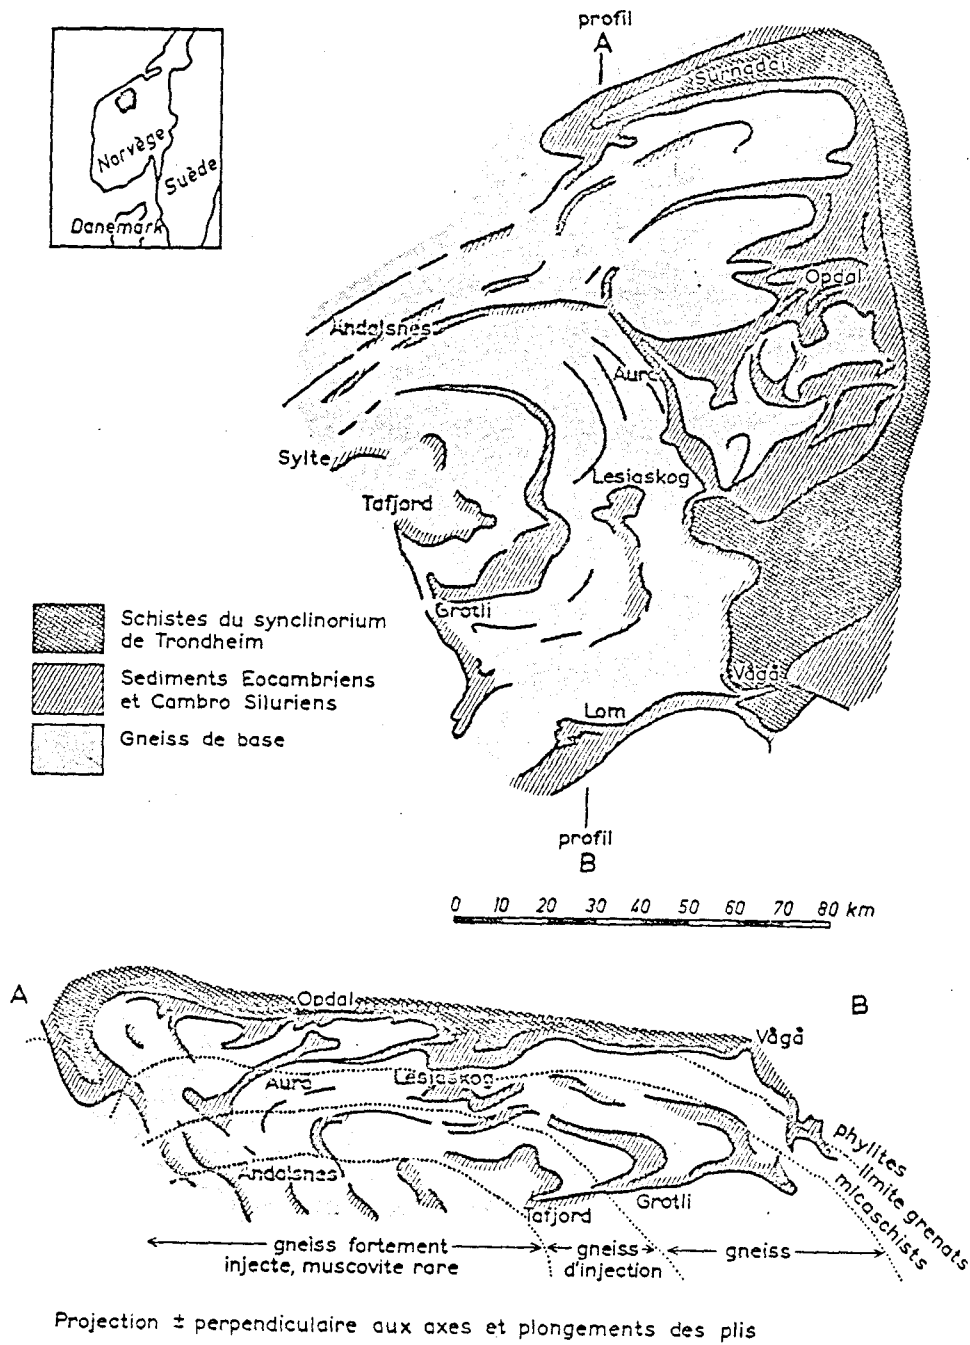 profil
A
Surnadal
Norvège
Suède
Danemark
Opdal
Åndalsnes
Aura
Sylte
Lesjaskog
Tafjord
Grotli
Schistes du synclinorium
de Trondheim
Sediments Eocambriens
et Cambro Siluriens
Gneiss de base
Vågå
Lom
profil
B
0 10 20 30 40 50 60 70 80 km
A
B
Opdal
Vågå
Aura
Lesjaskog
Åndalsnes
Tafjord
Grotli
phylites
limite grenats
micaschists
gneiss fortement
injecte, muscovite rare
gneiss
d'injection
gneiss
Projection ± perpendiculaire aux axes et plongements des plis